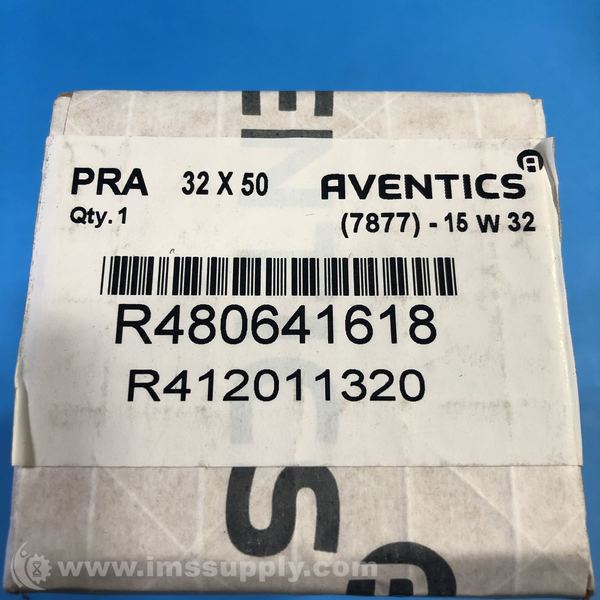 PRA 32 X 50 AVENTICS A
Qty. 1 (7877) - 15 W 32
R480641618
R412011320
www.imssupply.com